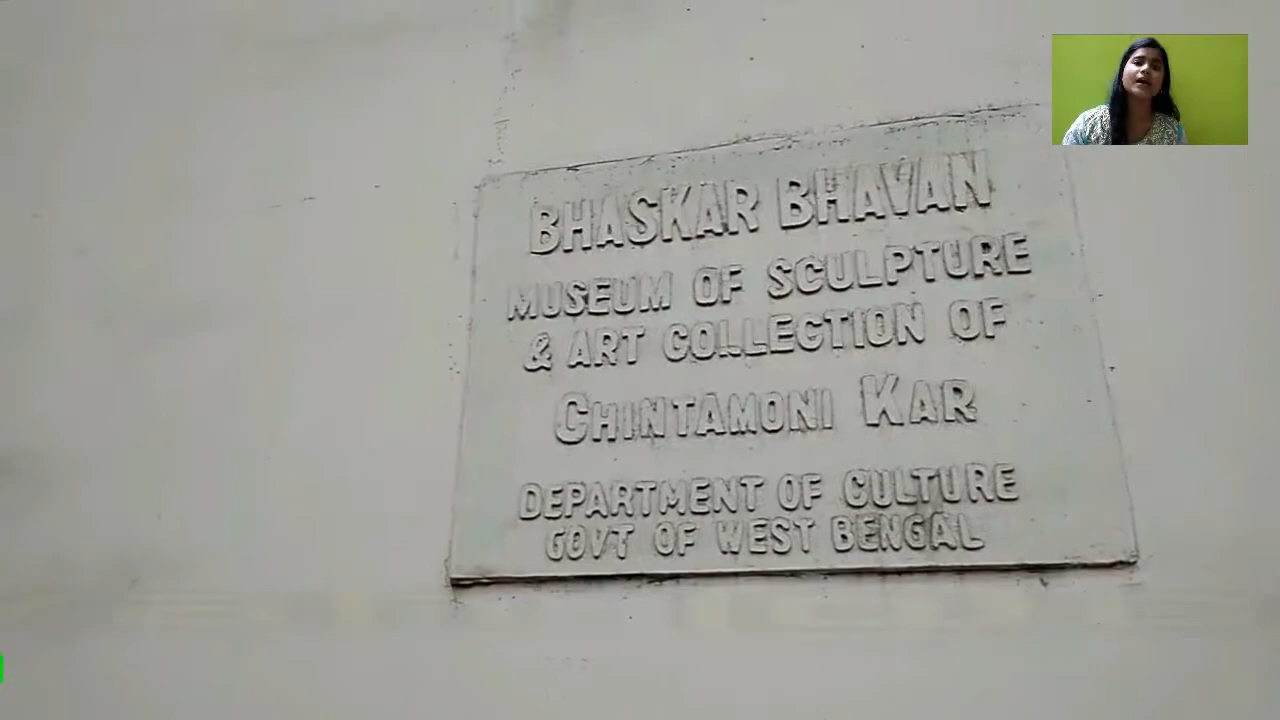 BHASKAR BHAVAN
MUSEUM OF SCULPTURE
& ART COLLECTION OF
CHINTAMONI KAR
DEPARTMENT OF CULTURE
GOVT OF WEST BENGAL